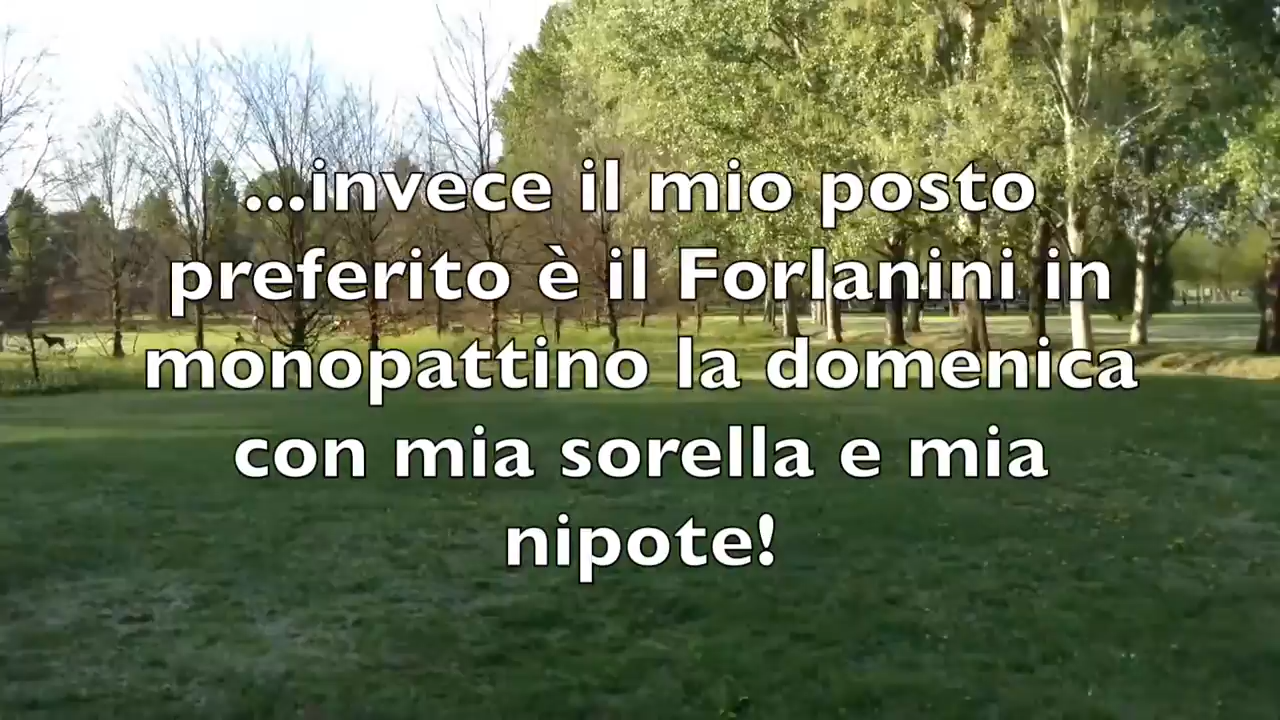 ...invece il mio posto
preferito è il Forlanini in
monopattino la domenica
con mia sorella e mia
nipote!